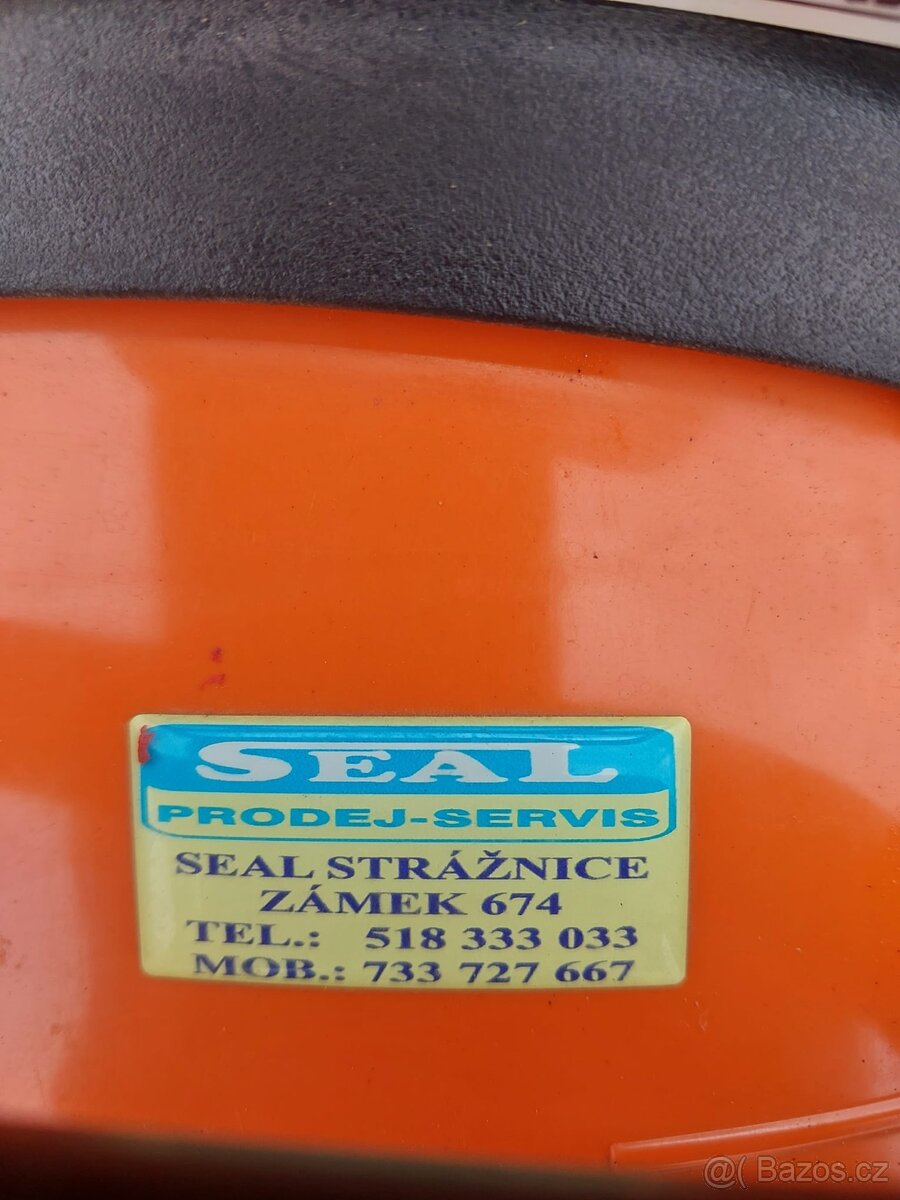 SEAL
PRODEJ-SERVIS
SEAL STRÁŽNICE
ZÁMEK 674
TEL.: 518 333 033
MOB.: 733 727 667
@( Bazos.cz